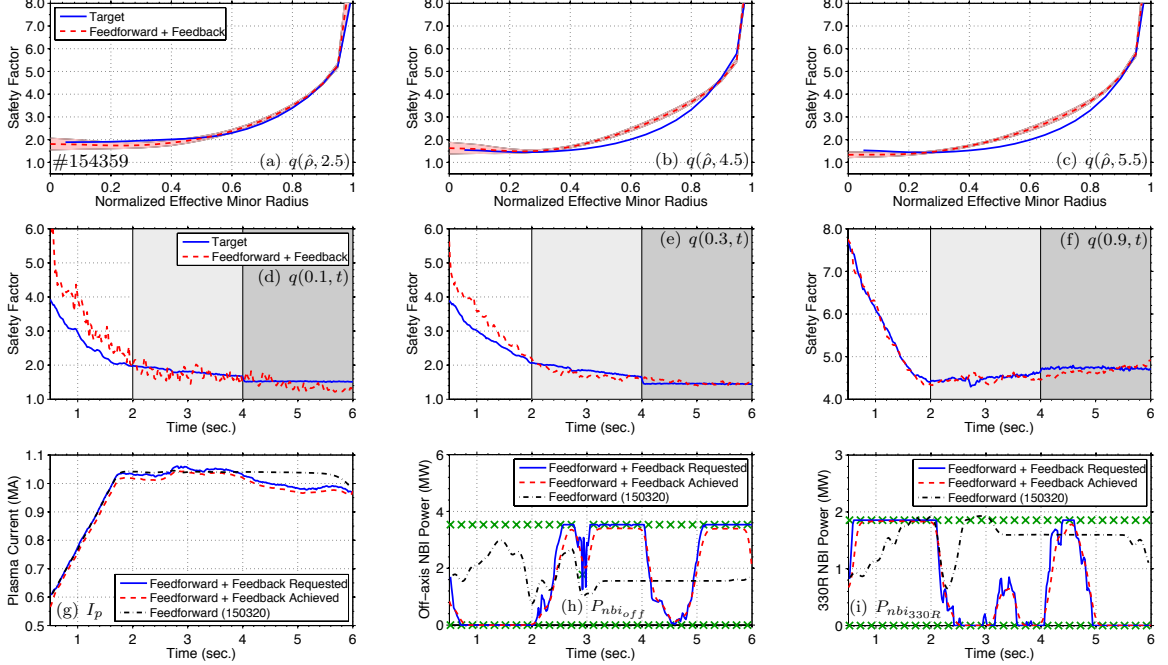 8.0
7.0
6.0
5.0
4.0
3.0
2.0
1.0
Safety Factor
Target
Feedforward + Feedback
#154359
(a) q(ρ̂, 2.5)
0 0.2 0.4 0.6 0.8 1
Normalized Effective Minor Radius
8.0
7.0
6.0
5.0
4.0
3.0
2.0
1.0
Safety Factor
(b) q(ρ̂, 4.5)
0 0.2 0.4 0.6 0.8 1
Normalized Effective Minor Radius
8.0
7.0
6.0
5.0
4.0
3.0
2.0
1.0
Safety Factor
(c) q(ρ̂, 5.5)
0 0.2 0.4 0.6 0.8 1
Normalized Effective Minor Radius
6.0
5.0
4.0
3.0
2.0
1.0
Safety Factor
Target
Feedforward + Feedback
(d) q(0.1, t)
1 2 3 4 5 6
Time (sec.)
6.0
5.0
4.0
3.0
2.0
1.0
Safety Factor
(e) q(0.3, t)
1 2 3 4 5 6
Time (sec.)
8.0
7.0
6.0
5.0
4.0
Safety Factor
(f) q(0.9, t)
1 2 3 4 5 6
Time (sec.)
1.1
1.0
0.9
0.8
0.7
0.6
0.5
Plasma Current (MA)
Feedforward + Feedback Requested
Feedforward + Feedback Achieved
Feedforward (150320)
(g) I_p
1 2 3 4 5 6
Time (sec.)
6
4
2
0
Off−axis NBI Power (MW)
Feedforward + Feedback Requested
Feedforward + Feedback Achieved
Feedforward (150320)
(h) P_nbi_off
1 2 3 4 5 6
Time (sec.)
3
2
1
0
330R NBI Power (MW)
Feedforward + Feedback Requested
Feedforward + Feedback Achieved
Feedforward (150320)
(i) P_nbi_330R
1 2 3 4 5 6
Time (sec.)